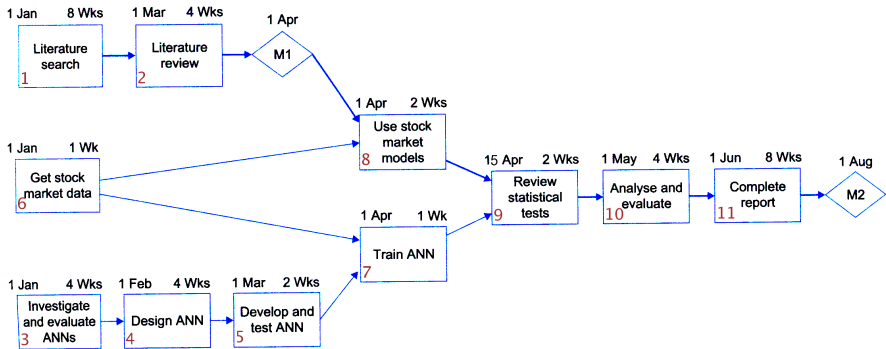 1 Jan 8 Wks
Literature
search
1
1 Mar 4 Wks
Literature
review
2
1 Apr
M1
1 Apr 2 Wks
Use stock
market
models
8
1 Jan 1 Wk
Get stock
market data
6
1 Apr 1 Wk
Train ANN
7
15 Apr 2 Wks
Review
statistical
tests
9
1 May 4 Wks
Analyse and
evaluate
10
1 Jun 8 Wks
Complete
report
11
1 Aug
M2
1 Jan 4 Wks
Investigate
and evaluate
ANNs
3
1 Feb 4 Wks
Design ANN
4
1 Mar 2 Wks
Develop and
test ANN
5